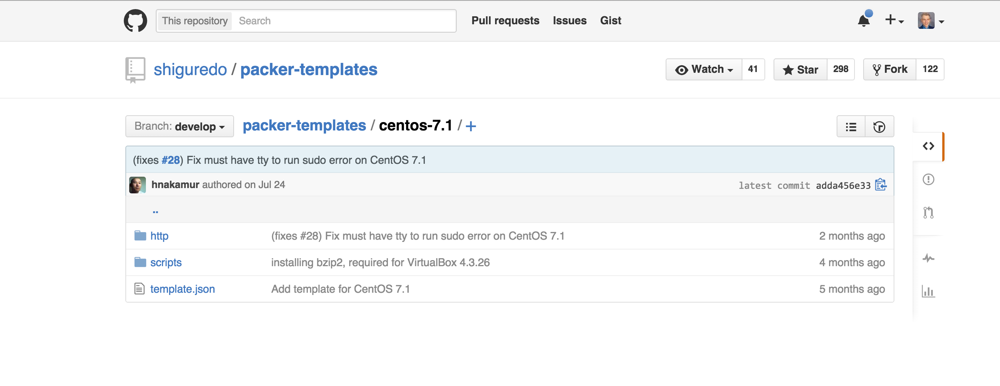 This repository Search Pull requests Issues Gist
shiguredo / packer-templates Watch 41 Star 298 Fork 122
Branch: develop packer-templates / centos-7.1 / +
(fixes #28) Fix must have tty to run sudo error on CentOS 7.1
hnakamur authored on Jul 24 latest commit adda456e33
..
http (fixes #28) Fix must have tty to run sudo error on CentOS 7.1 2 months ago
scripts installing bzip2, required for VirtualBox 4.3.26 4 months ago
template.json Add template for CentOS 7.1 5 months ago